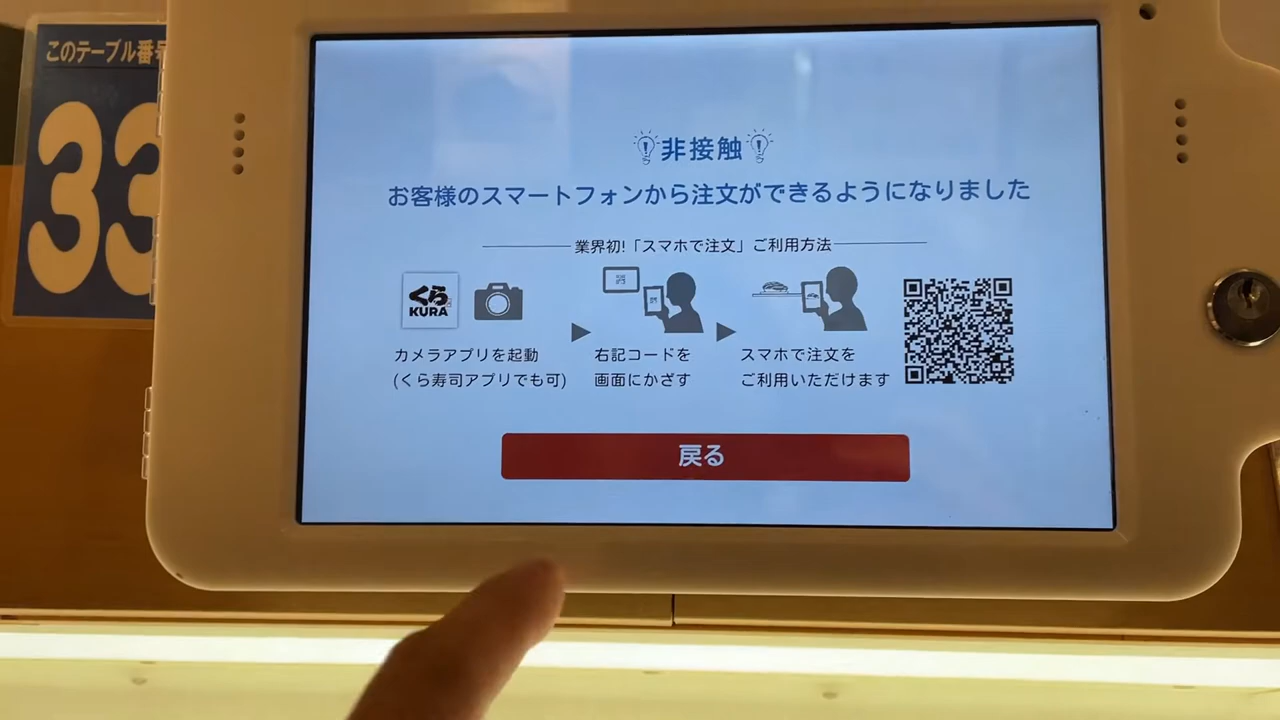 このテーブル番号
33
非接触
お客様のスマートフォンから注文ができるようになりました
業界初!「スマホで注文」ご利用方法
くら
KURA
カメラアプリを起動
(くら寿司アプリでも可)
右記コードを
画面にかざす
スマホで注文を
ご利用いただけます
戻る